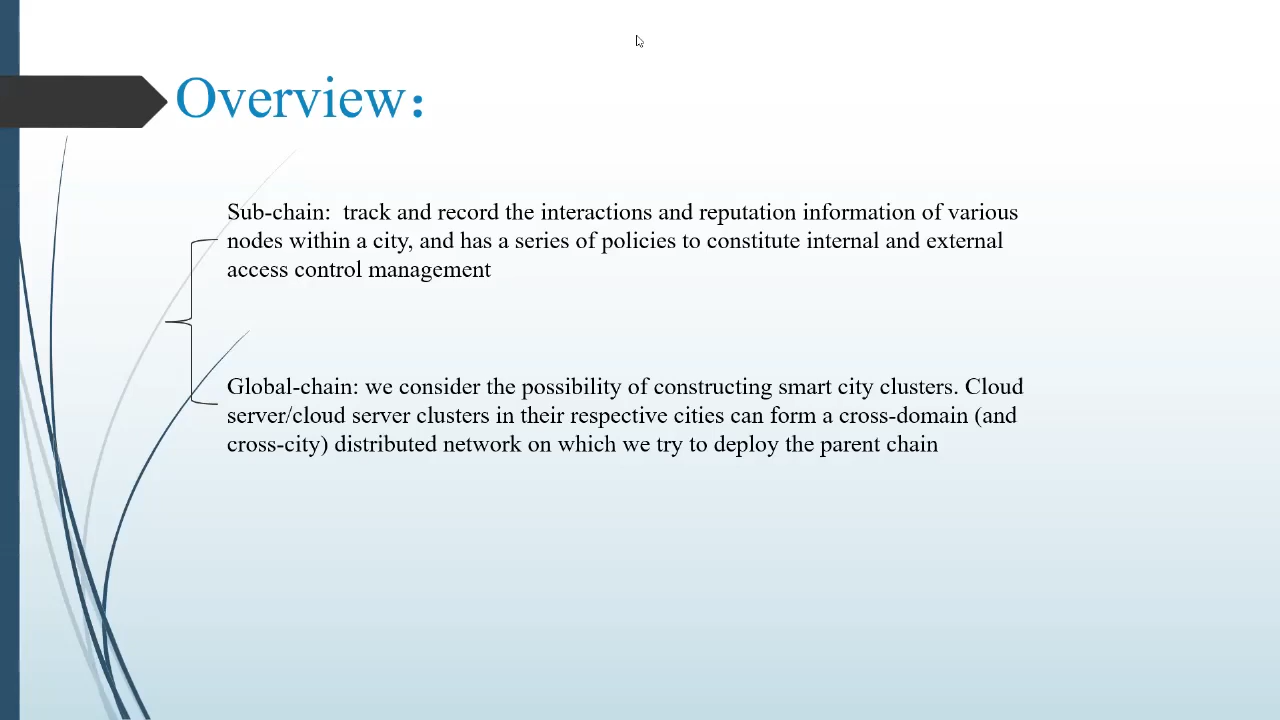 Overview：
Sub-chain:  track and record the interactions and reputation information of various
nodes within a city, and has a series of policies to constitute internal and external
access control management
Global-chain: we consider the possibility of constructing smart city clusters. Cloud
server/cloud server clusters in their respective cities can form a cross-domain (and
cross-city) distributed network on which we try to deploy the parent chain